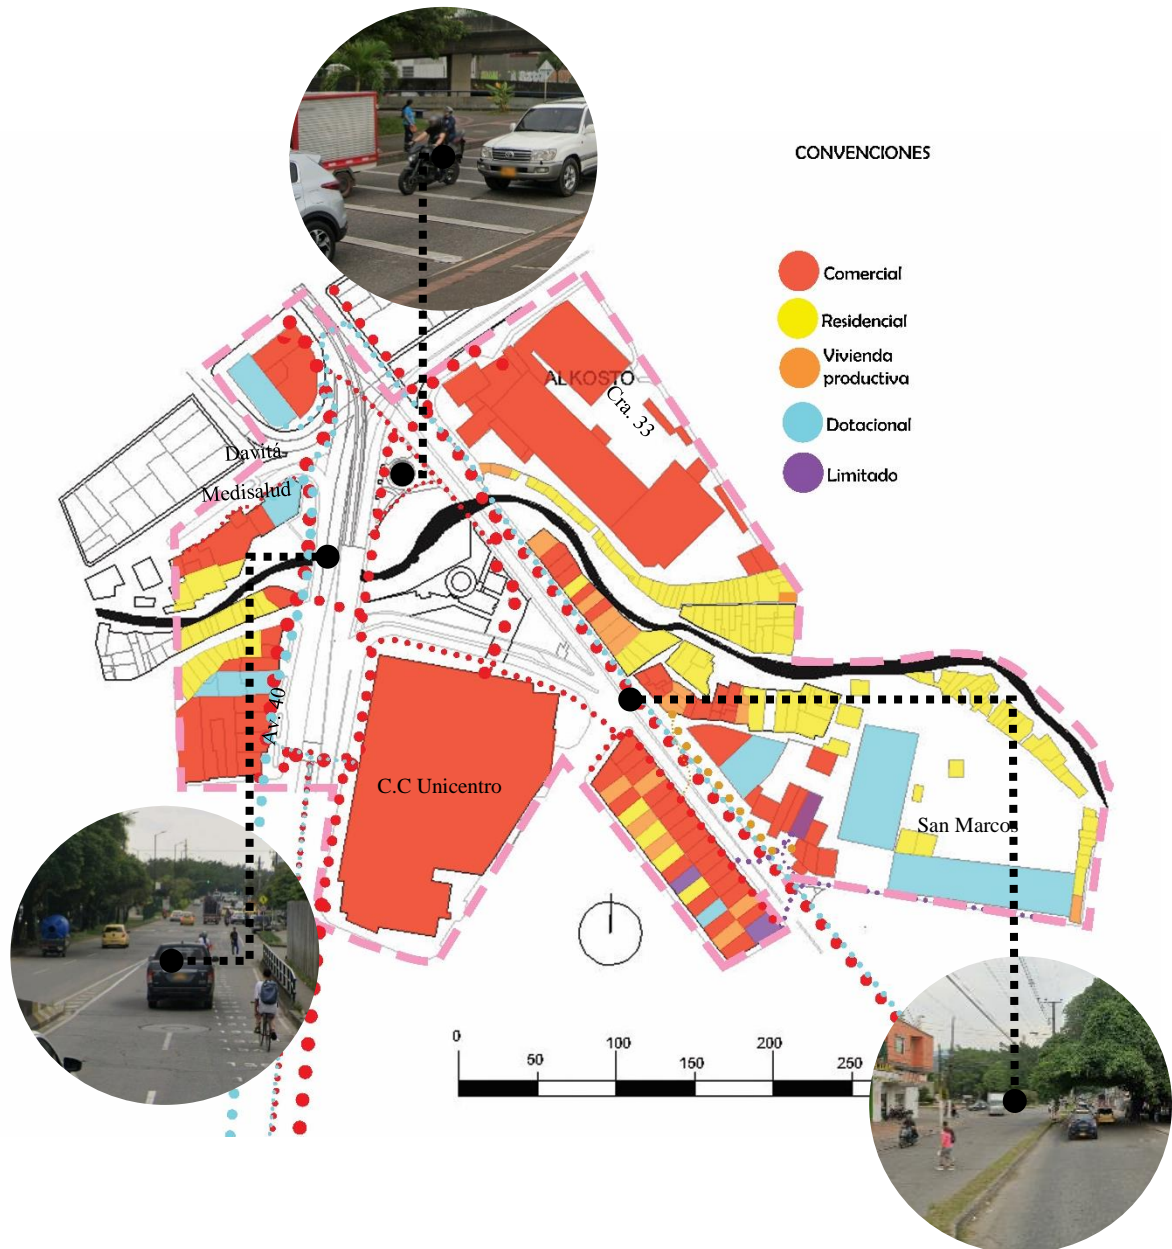 CONVENCIONES
Comercial
Residencial
Vivienda
productiva
Dotacional
Limitado
ALKOSTO
Cra. 33
Davitá
Medisalud
Av. 40
C.C Unicentro
San Marcos
0
50
100
150
200
250